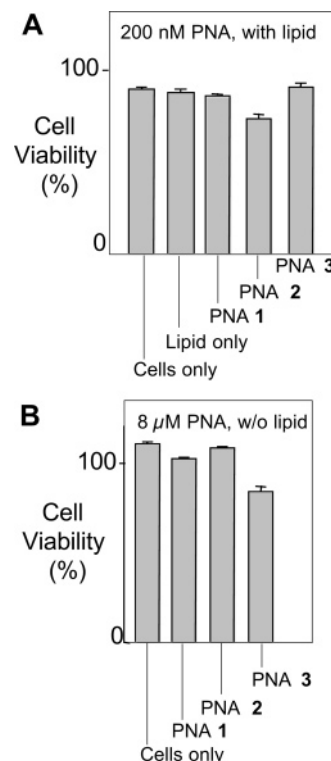 A
200 nM PNA, with lipid
100
Cell
Viability
(%)
0
PNA 3
PNA 2
PNA 1
Lipid only
Cells only
B
8 µM PNA, w/o lipid
100
Cell
Viability
(%)
0
PNA 3
PNA 2
PNA 1
Cells only